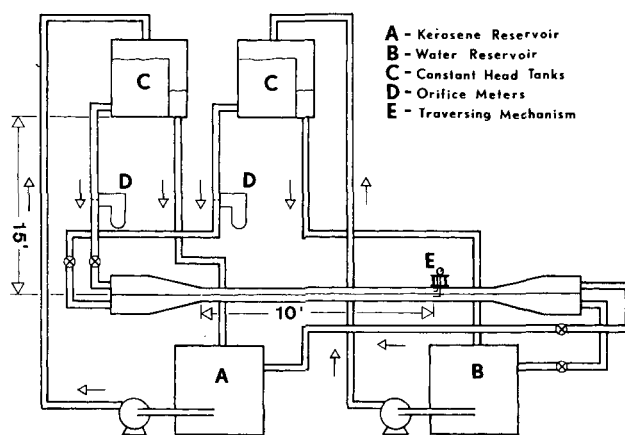 A - Kerosene Reservoir
B - Water Reservoir
C - Constant Head Tanks
D - Orifice Meters
E - Traversing Mechanism
C
C
D
D
15'
E
10'
A
B